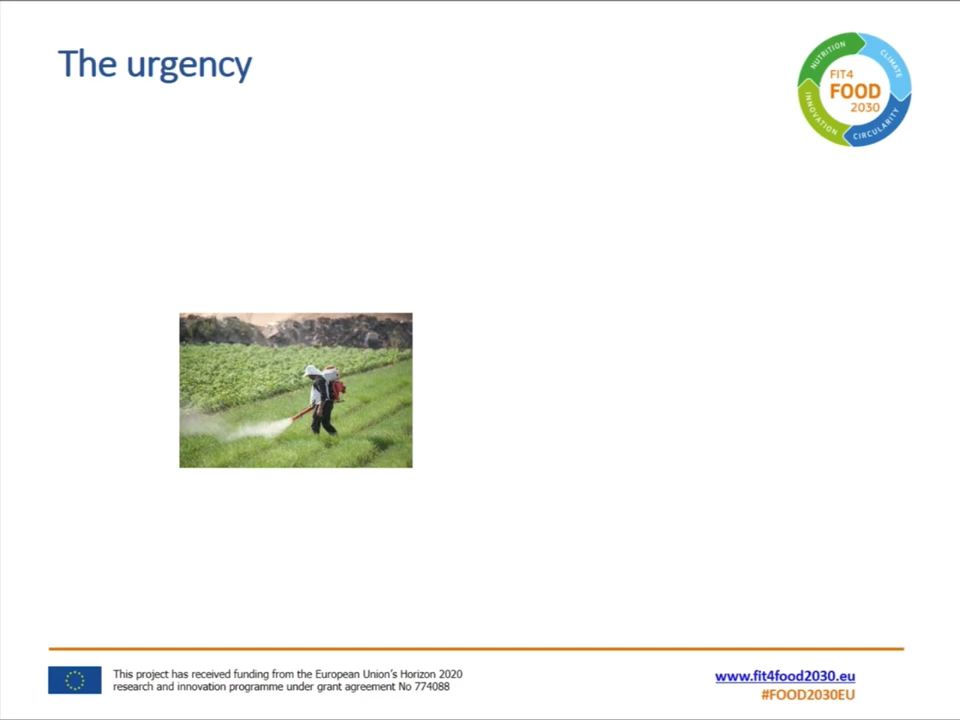 The urgency
NUTRITION
CLIMATE
CIRCULARITY
INNOVATION
FIT4
FOOD
2030
This project has received funding from the European Union's Horizon 2020
research and innovation programme under grant agreement No 774088
www.fit4food2030.eu
#FOOD2030EU